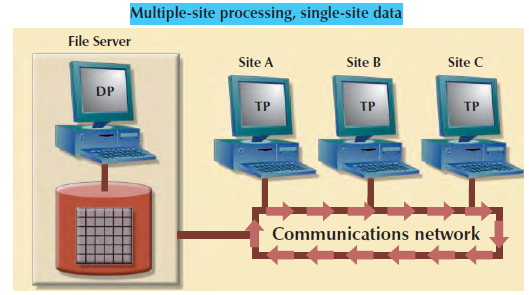 Multiple-site processing, single-site data
File Server
Site A
Site B
Site C
DP
TP
TP
TP
Communications network